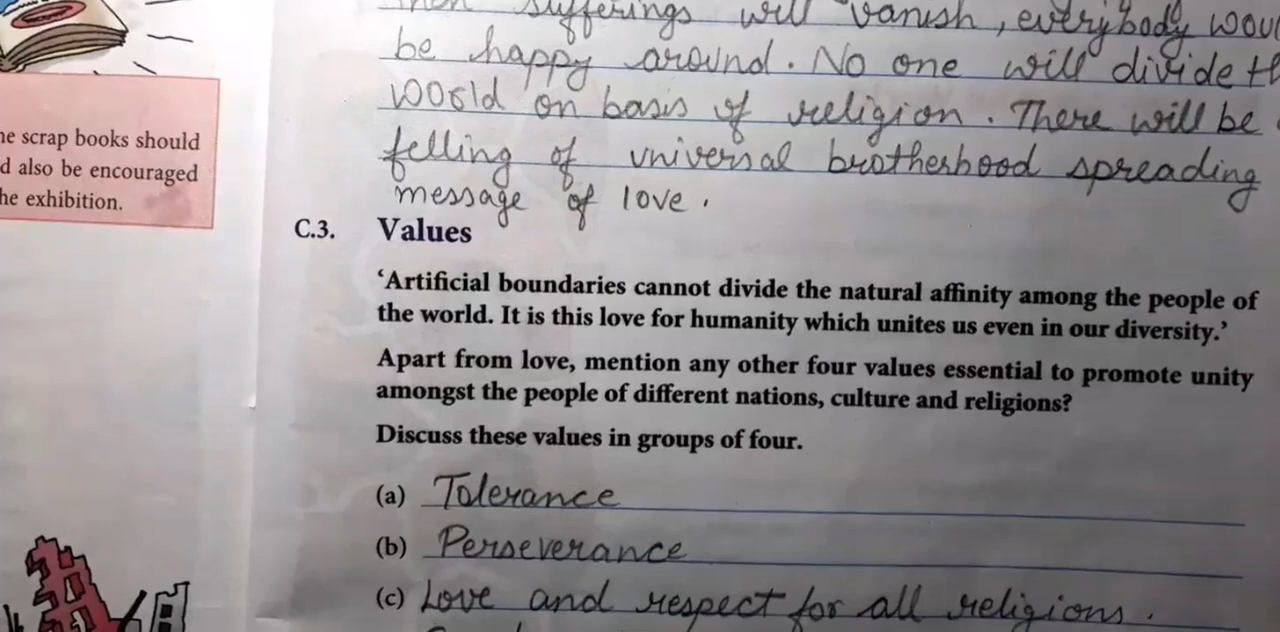 sufferings will vanish, everybody
be happy around. No one will divide
world on basis of religion. There will be
felling of universal brotherhood spreading
message of love.
he scrap books should
d also be encouraged
he exhibition.
C.3. Values
‘Artificial boundaries cannot divide the natural affinity among the people of
the world. It is this love for humanity which unites us even in our diversity.’
Apart from love, mention any other four values essential to promote unity
amongst the people of different nations, culture and religions?
Discuss these values in groups of four.
(a) Tolerance
(b) Perseverance
(c) Love and respect for all religions.